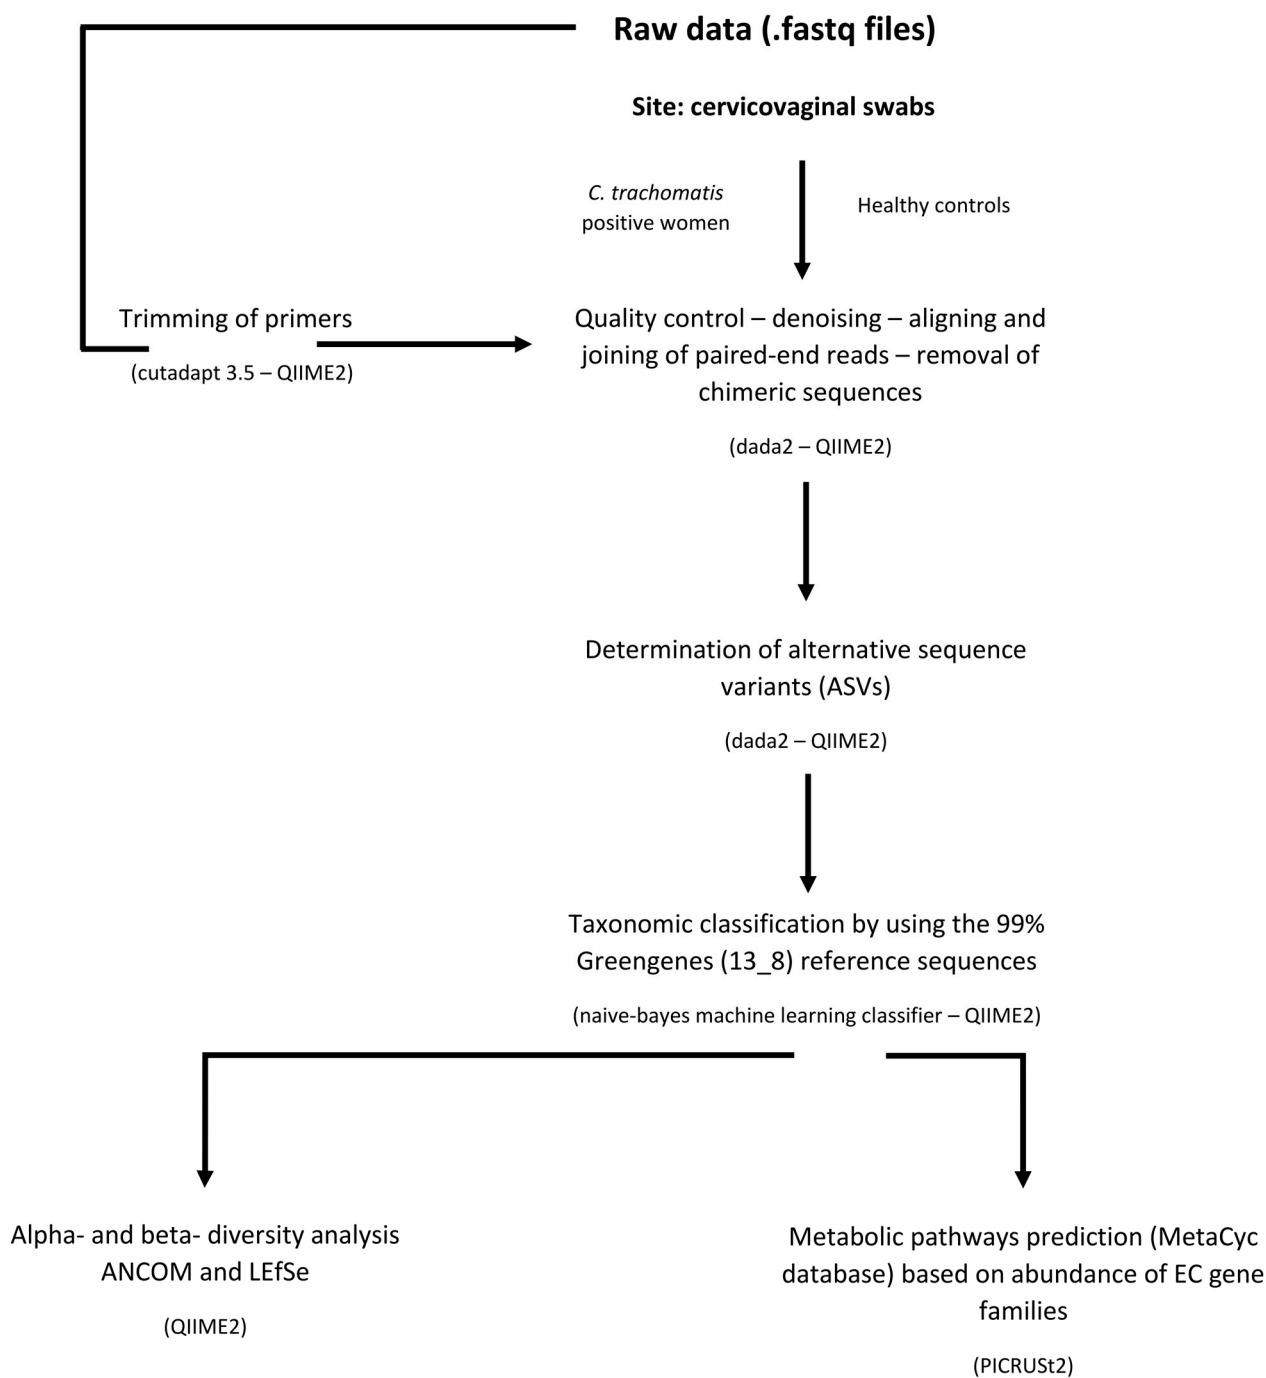 Raw data (.fastq files)
Site: cervicovaginal swabs
C. trachomatis
positive women
Healthy controls
Trimming of primers
(cutadapt 3.5 – QIIME2)
Quality control – denoising – aligning and
joining of paired-end reads – removal of
chimeric sequences
(dada2 – QIIME2)
Determination of alternative sequence
variants (ASVs)
(dada2 – QIIME2)
Taxonomic classification by using the 99%
Greengenes (13_8) reference sequences
(naive-bayes machine learning classifier – QIIME2)
Alpha- and beta- diversity analysis
ANCOM and LEfSe
(QIIME2)
Metabolic pathways prediction (MetaCyc
database) based on abundance of EC gene
families
(PICRUSt2)